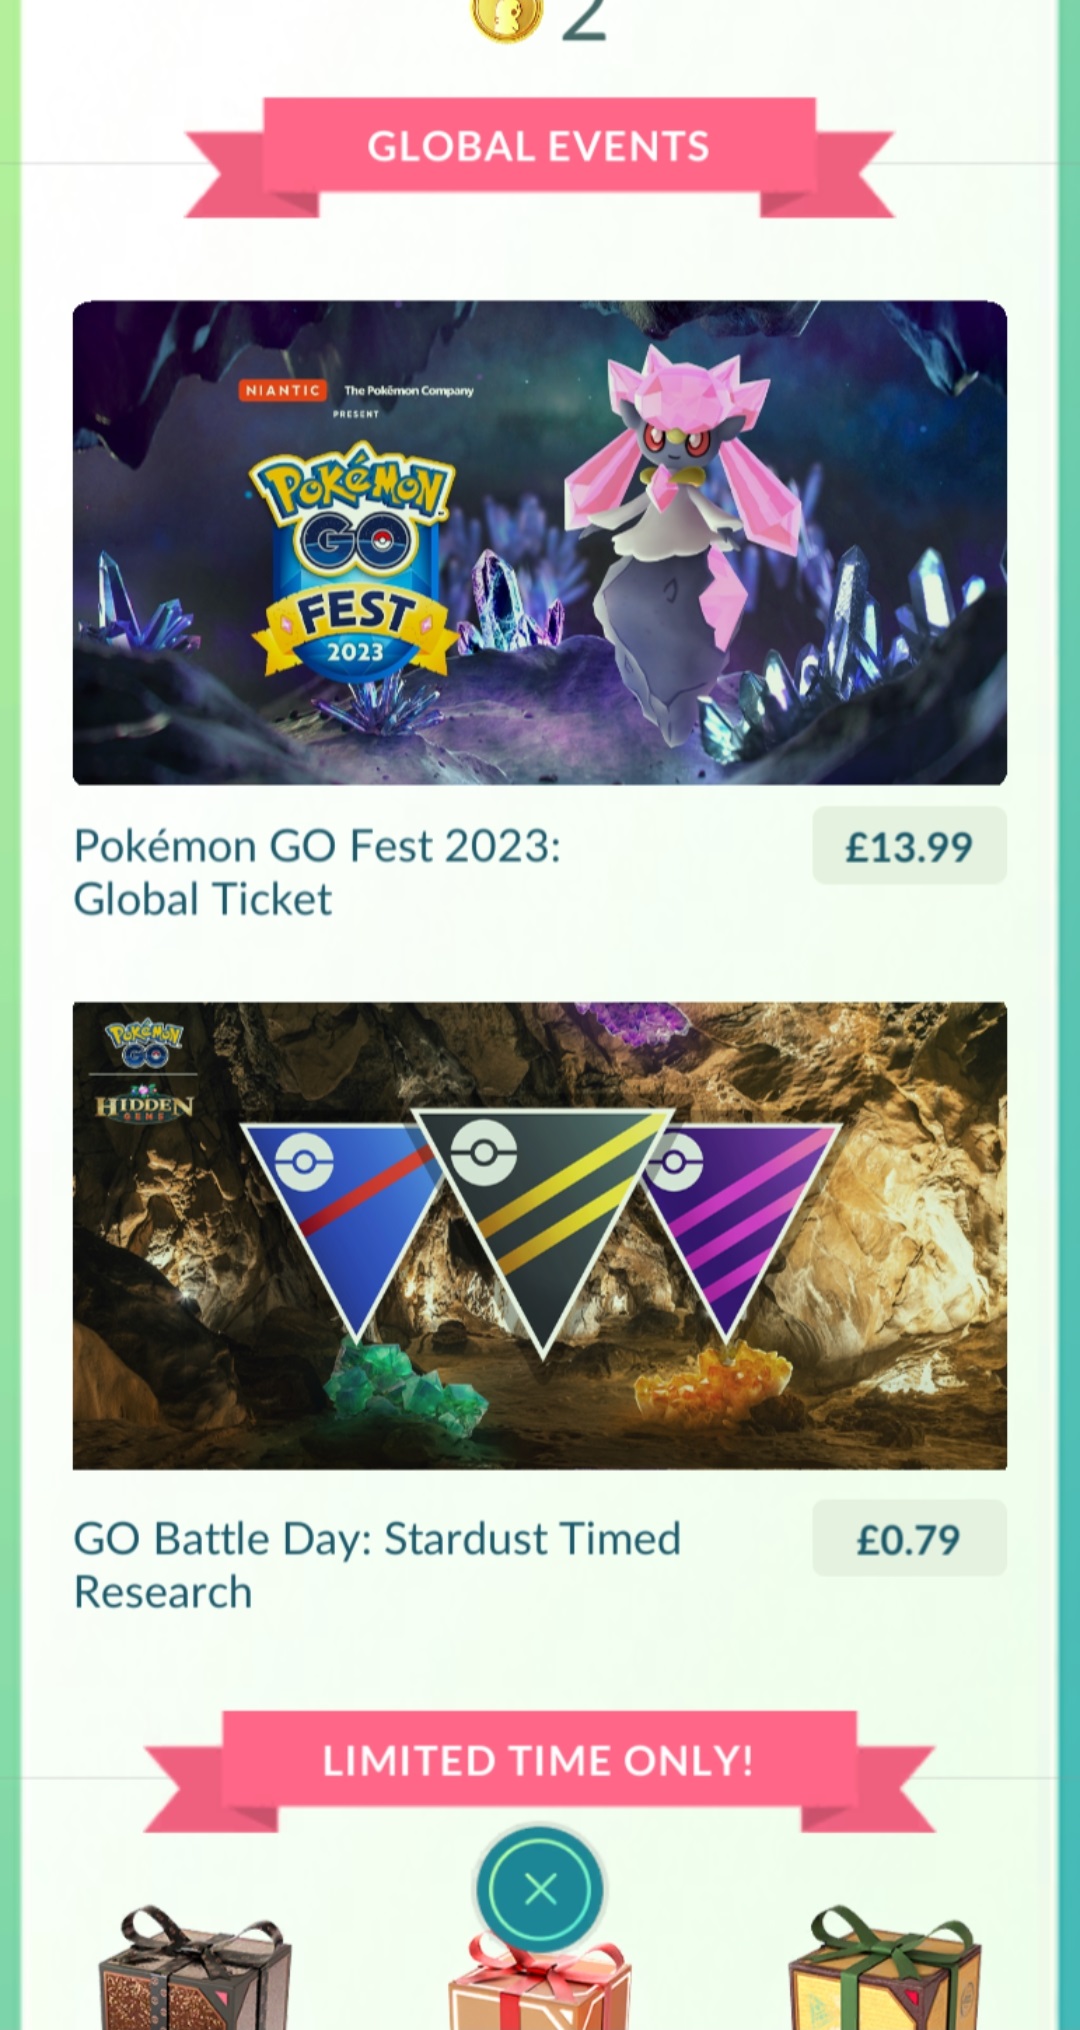 2
GLOBAL EVENTS
NIANTIC The Pokémon Company
PRESENT
POKéMON
GO
FEST
2023
Pokémon GO Fest 2023:
Global Ticket
£13.99
POKéMON
GO
HIDDEN
GEMS
GO Battle Day: Stardust Timed
Research
£0.79
LIMITED TIME ONLY!